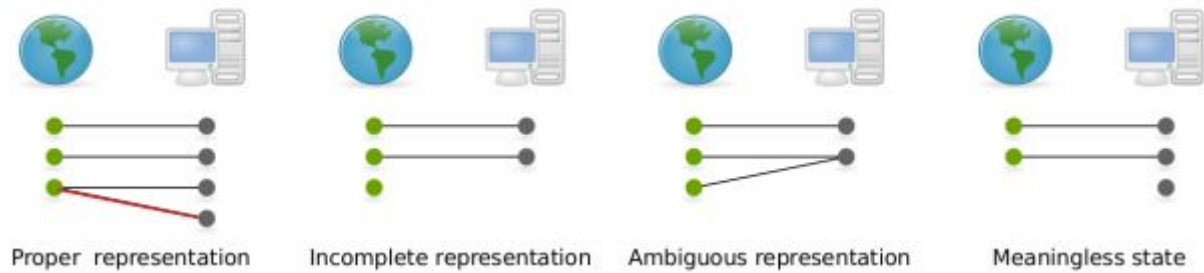 Proper representation
Incomplete representation
Ambiguous representation
Meaningless state